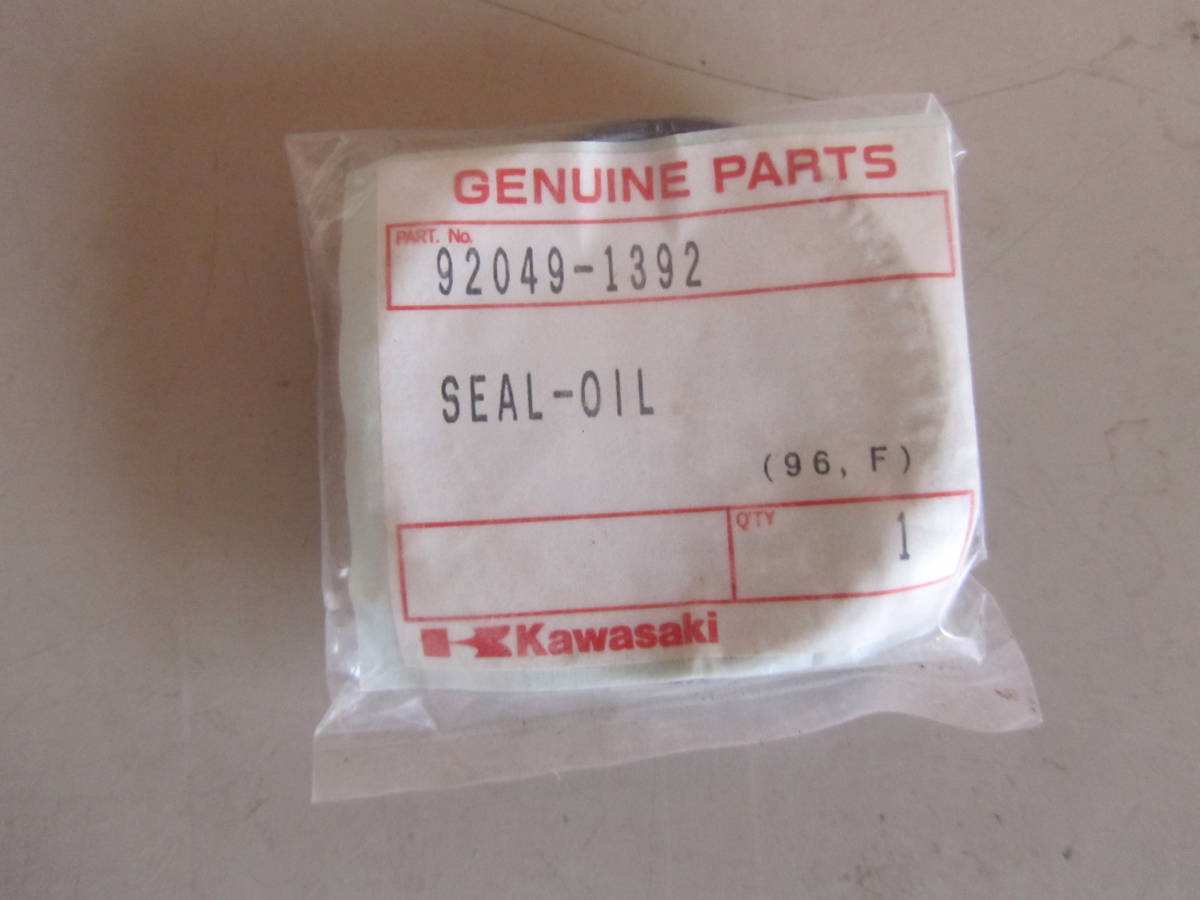 GENUINE PARTS
PART. No.
92049-1392
SEAL-OIL
(96, F)
Q'TY
1
Kawasaki